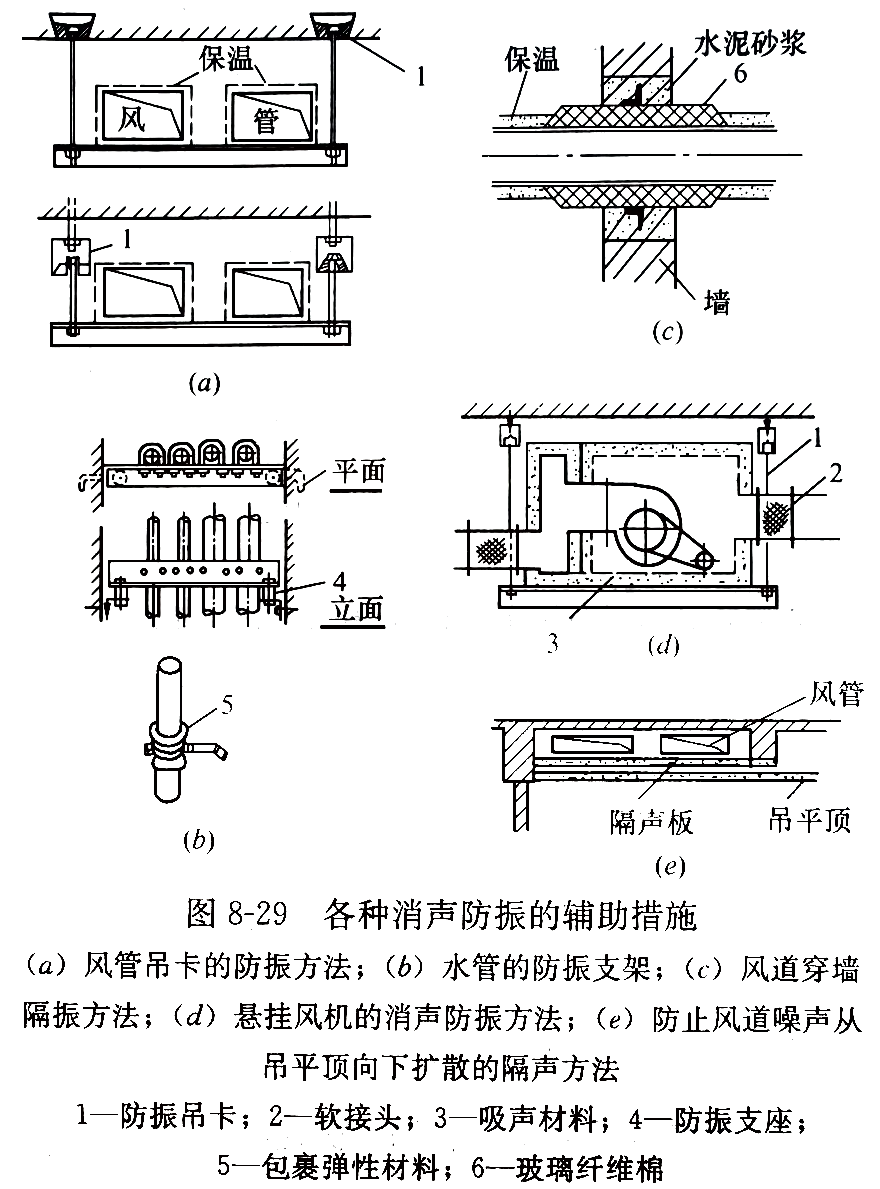 保温
1
风
管
1
(a)
保温
水泥砂浆
6
墙
(c)
平面
4
立面
5
(b)
1
2
3
(d)
风管
隔声板
吊平顶
(e)
图 8-29 各种消声防振的辅助措施
(a) 风管吊卡的防振方法；(b) 水管的防振支架；(c) 风道穿墙
隔振方法；(d) 悬挂风机的消声防振方法；(e) 防止风道噪声从
吊平顶向下扩散的隔声方法
1—防振吊卡；2—软接头；3—吸声材料；4—防振支座；
5—包裹弹性材料；6—玻璃纤维棉